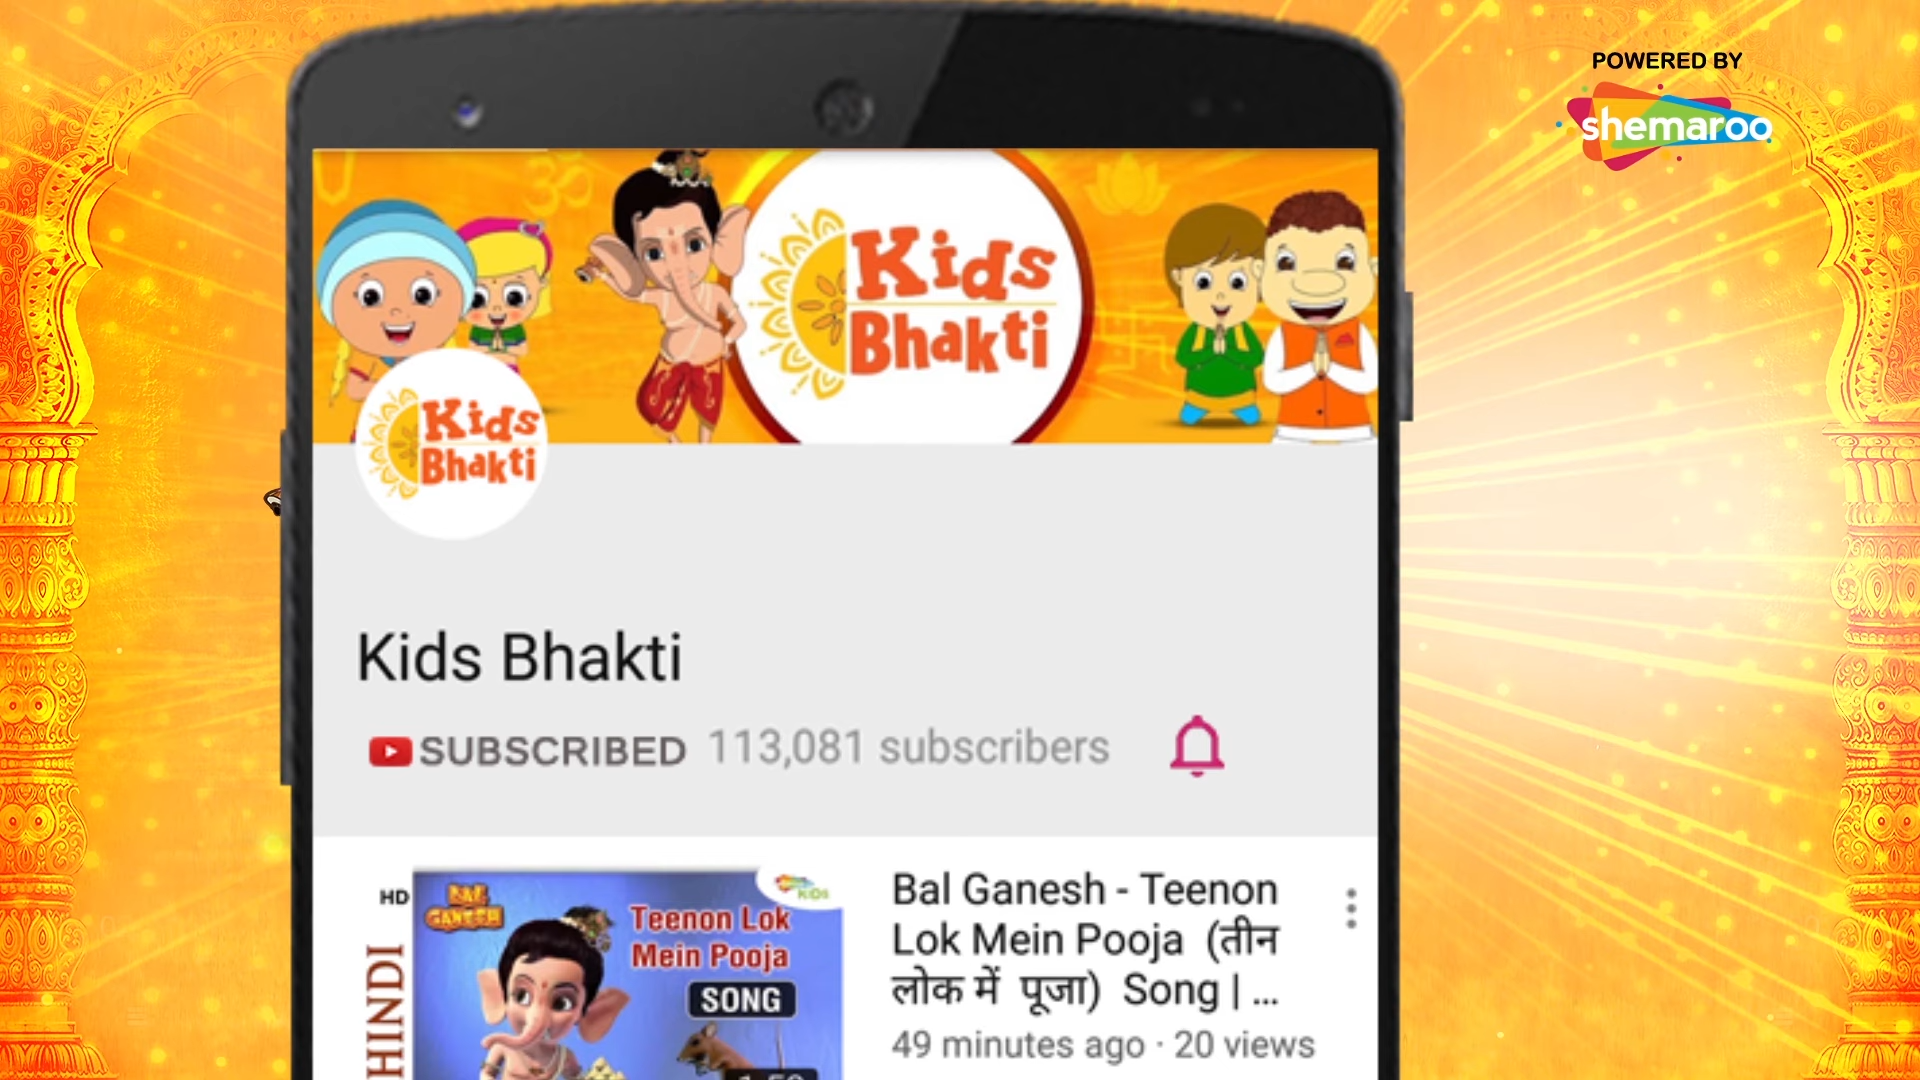 POWERED BY
shemaroo
Kids
Bhakti
Kids
Bhakti
Kids Bhakti
SUBSCRIBED 113,081 subscribers
HD
HINDI
BAL
GANESH
KIDS
Teenon Lok
Mein Pooja
SONG
Bal Ganesh - Teenon
Lok Mein Pooja (तीन
लोक में पूजा) Song | ...
49 minutes ago · 20 views